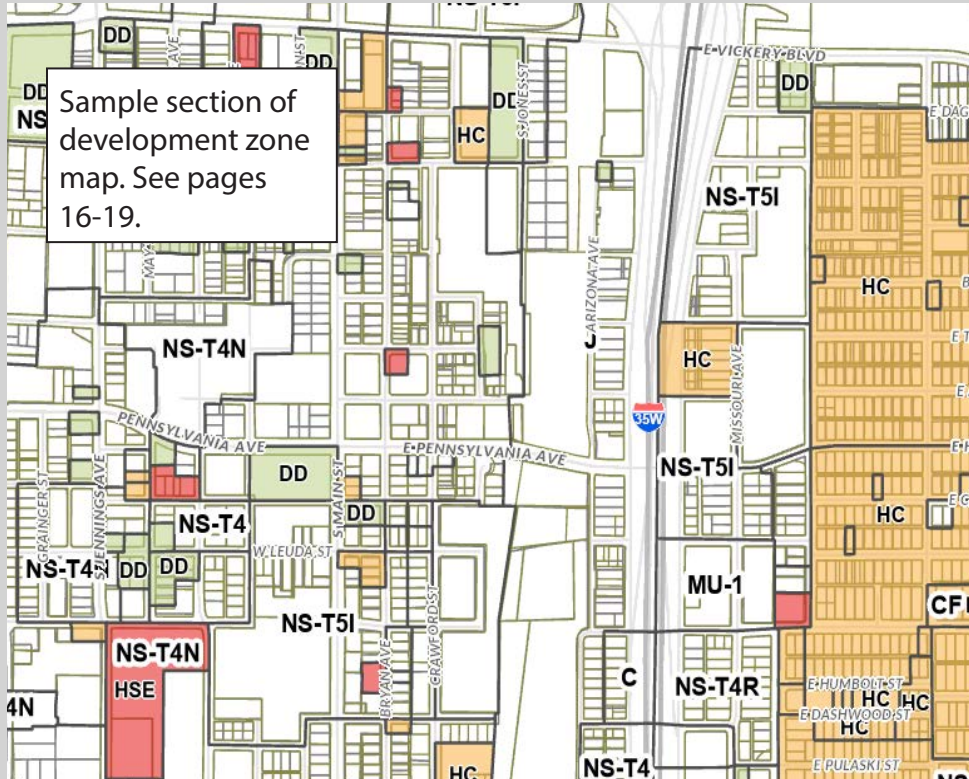 DD
AVE
DD
E VICKERY BLVD
DD
DD
NS
Sample section of
development zone
map. See pages
16-19.
HC
DD
S JONES ST
E DAG
NS-T5I
MAY
ARIZONA AVE
HC
J
NS-T4N
HC
MISSOURI AVE
35W
PENNSYLVANIA AVE
E PENNSYLVANIA AVE
DD
S MAIN ST
NS-T5I
GRAINGER ST
S JENNINGS AVE
NS-T4
DD
HC
W LEUDA ST
NS-T4
DD
DD
MU-1
NS-T5I
CRAWFORD ST
CF
NS-T4N
HSE
BRYAN AVE
C
NS-T4R
E HUMBOLT ST
HC
HC
4N
E DASHWOOD ST
HC
HC
NS-T4
E PULASKI ST